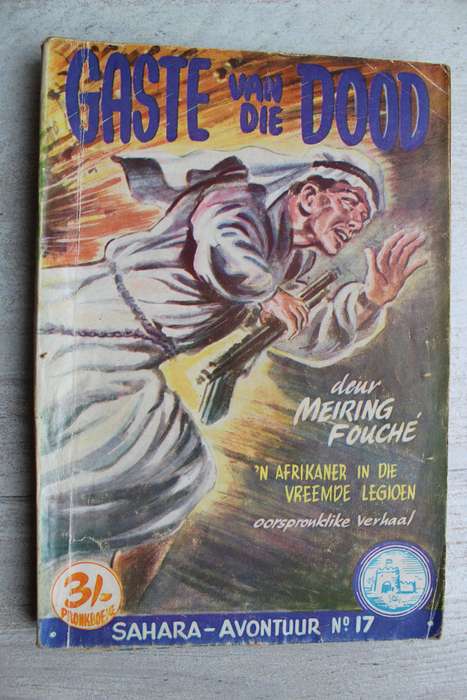 GASTE VAN DIE DOOD
deur
MEIRING
FOUCHÉ
'N AFRIKANER IN DIE
VREEMDE LEGIOEN
oorspronklike verhaal
3/-
PRONKBOEKIE
SAHARA-AVONTUUR Nº 17